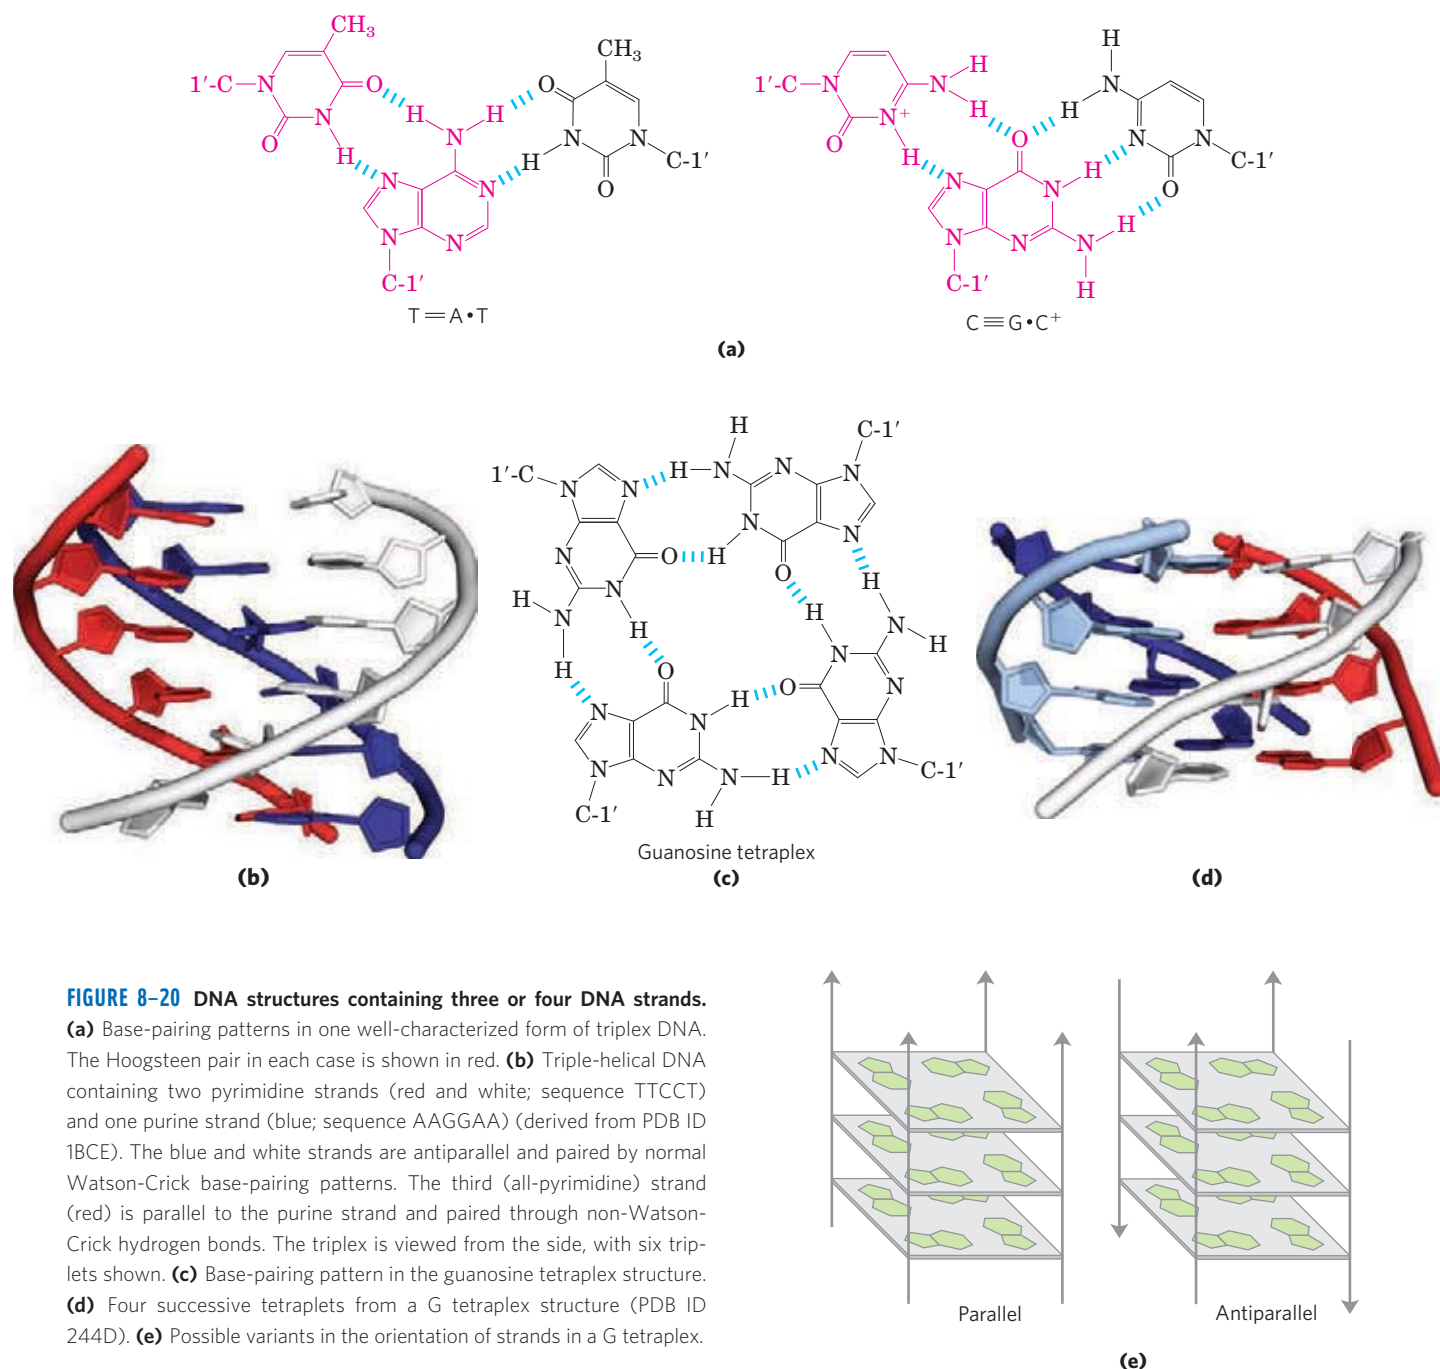 CH₃
1′-C N O H H O CH₃
N H O N N H N N C-1′
O N N O
C-1′
T═A•T
1′-C N N H H H N
O N⁺ H O H N N C-1′
H N N H O
N N N H
C-1′ H
C≡G•C⁺
(a)
H C-1′
1′-C N N H N N N
N N N
O H O H
N N H H N H
H N H N
H O H O N
N N N N
N N N H C-1′
C-1′ H
Guanosine tetraplex
(b)
(c)
(d)
FIGURE 8–20 DNA structures containing three or four DNA strands.
(a) Base-pairing patterns in one well-characterized form of triplex DNA.
The Hoogsteen pair in each case is shown in red. (b) Triple-helical DNA
containing two pyrimidine strands (red and white; sequence TTCCT)
and one purine strand (blue; sequence AAGGAA) (derived from PDB ID
1BCE). The blue and white strands are antiparallel and paired by normal
Watson-Crick base-pairing patterns. The third (all-pyrimidine) strand
(red) is parallel to the purine strand and paired through non-Watson-
Crick hydrogen bonds. The triplex is viewed from the side, with six trip-
lets shown. (c) Base-pairing pattern in the guanosine tetraplex structure.
(d) Four successive tetraplets from a G tetraplex structure (PDB ID
244D). (e) Possible variants in the orientation of strands in a G tetraplex.
Parallel
Antiparallel
(e)